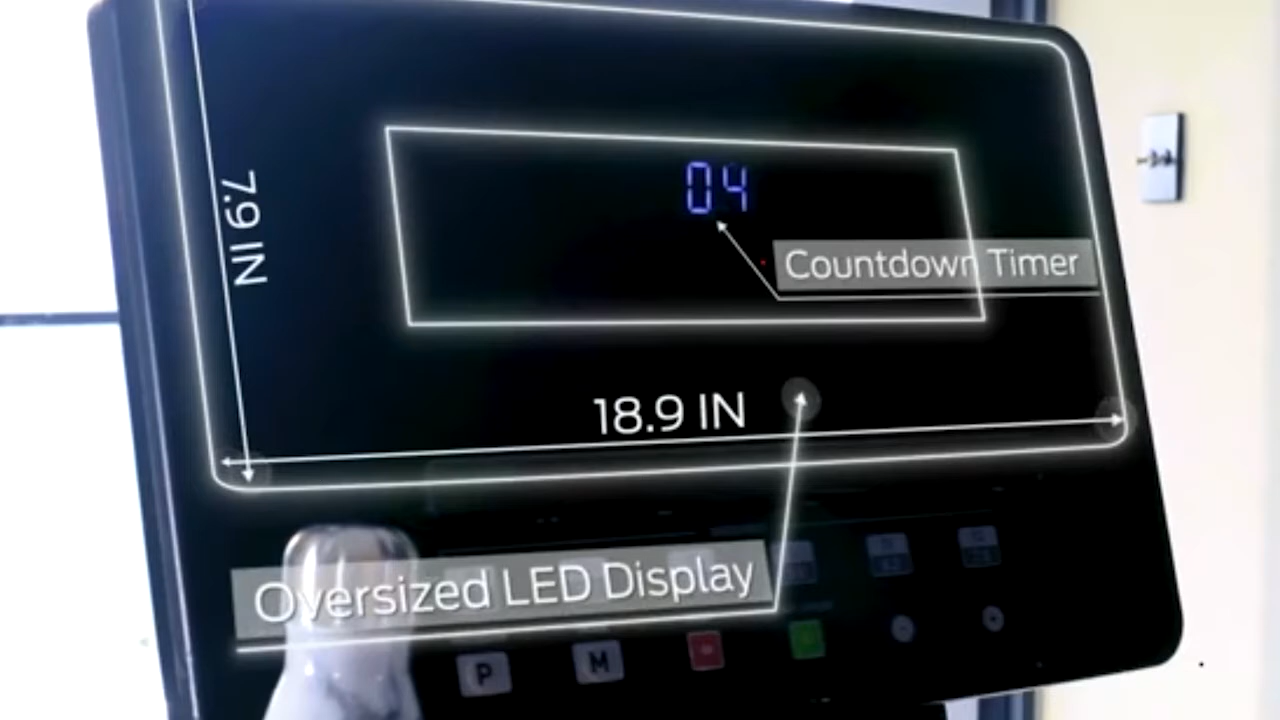 04
Countdown Timer
7.9 IN
18.9 IN
Oversized LED Display
P
M